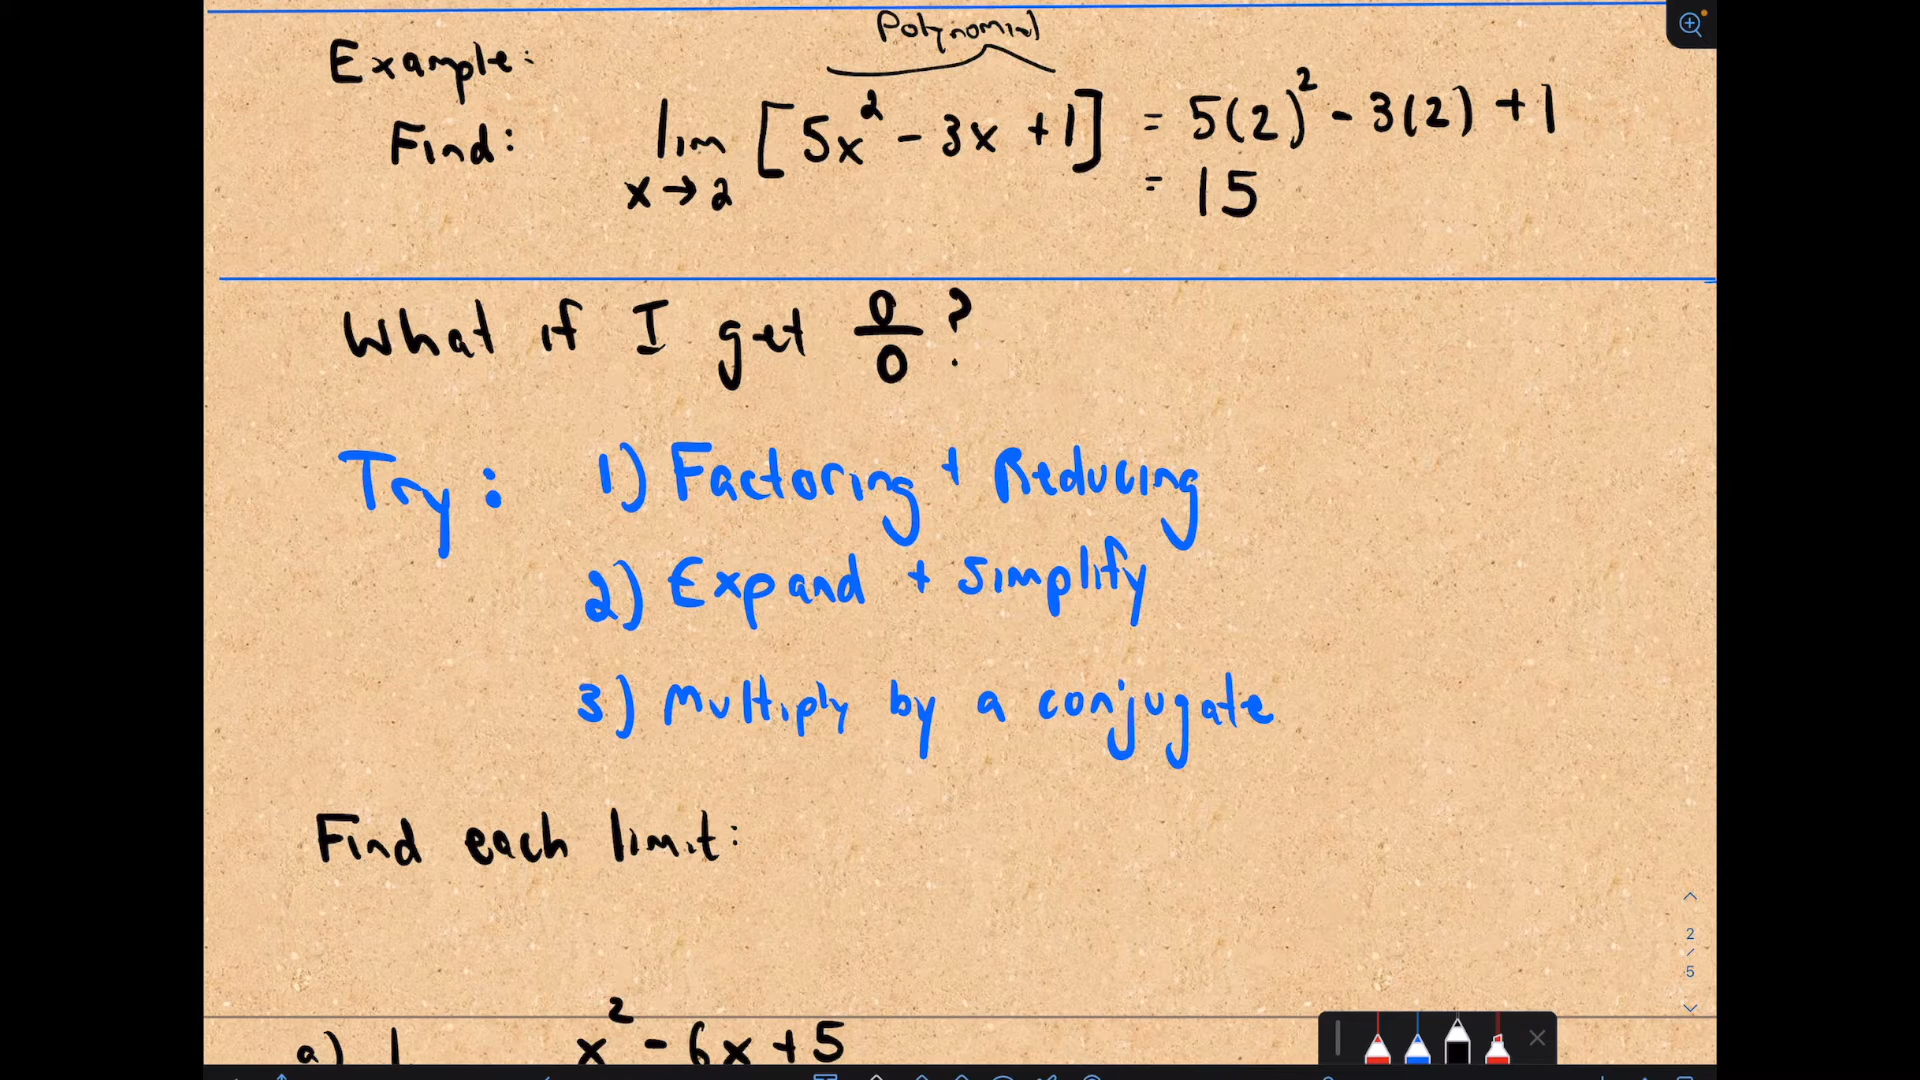 Polynomial
Example:
Find: lim x→2 [5x² - 3x + 1] = 5(2)² - 3(2) + 1
= 15
What if I get 0/0?
Try: 1) Factoring + Reducing
2) Expand + Simplify
3) Multiply by a conjugate
Find each limit:
2
/
5
a) x² - 6x + 5